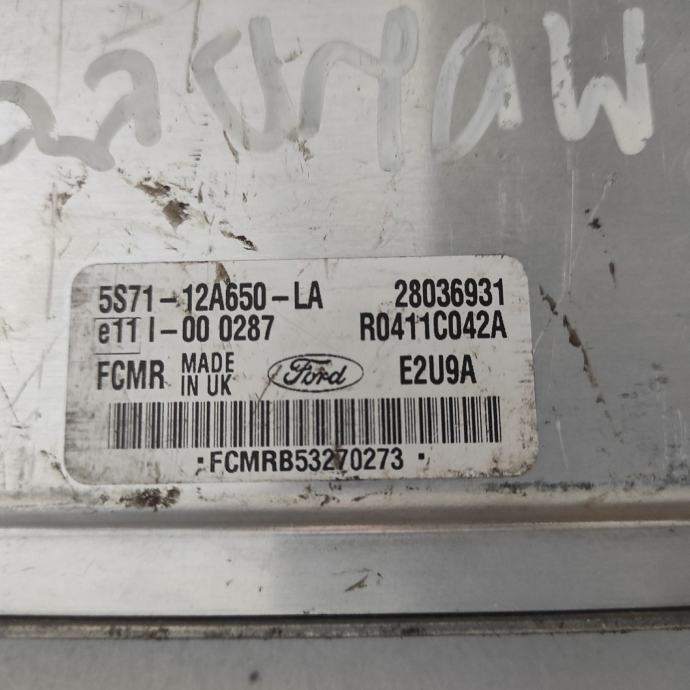 5S71-12A650-LA 28036931
e11 I-00 0287 R0411C042A
FCMR MADE IN UK Ford E2U9A
·FCMRB53270273·